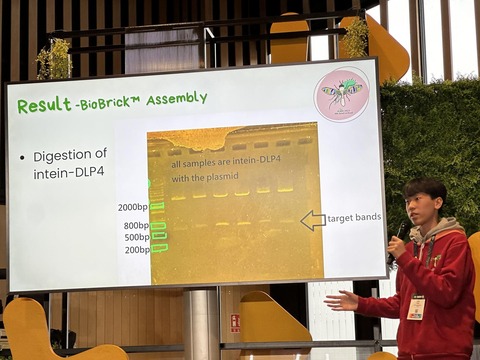 Result-BioBrick™ Assembly
• Digestion of
intein-DLP4
all samples are intein-DLP4
with the plasmid
2000bp
800bp
500bp
200bp
target bands